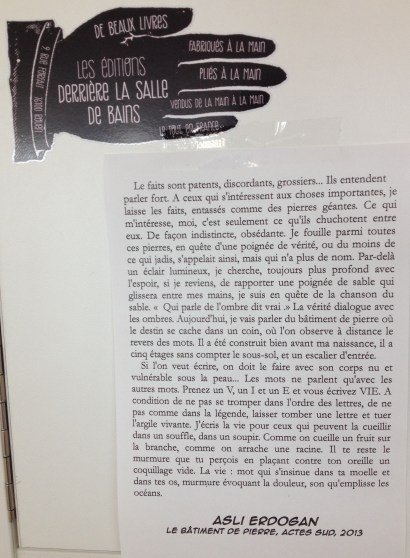 DE BEAUX LIVRES
FABRIQUÉS À LA MAIN
PLIÉS À LA MAIN
VENDUS DE LA MAIN À LA MAIN
LE TOUT EN FRANCE
LES ÉDITIONS
DERRIÈRE LA SALLE
DE BAINS
Le faits sont patents, discordants, grossiers... Ils entendent
parler fort. A ceux qui s'intéressent aux choses importantes, je
laisse les faits, entassés comme des pierres géantes. Ce qui
m'intéresse, moi, c'est seulement ce qu'ils chuchotent entre
eux. De façon indistincte, obsédante. Je fouille parmi toutes
ces pierres, en quête d'une poignée de vérité, ou du moins de
ce qui jadis, s'appelait ainsi, mais qui n'a plus de nom. Par-delà
un éclair lumineux, je cherche, toujours plus profond avec
l'espoir, si je reviens, de rapporter une poignée de sable qui
glissera entre mes mains, je suis en quête de la chanson du
sable. « Qui parle de l'ombre dit vrai .» La vérité dialogue avec
les ombres. Aujourd'hui, je vais parler du bâtiment de pierre où
le destin se cache dans un coin, où l'on observe à distance le
revers des mots. Il a été construit bien avant ma naissance, il a
cinq étages sans compter le sous-sol, et un escalier d'entrée.
Si l'on veut écrire, on doit le faire avec son corps nu et
vulnérable sous la peau... Les mots ne parlent qu'avec les
autres mots. Prenez un V, un I et un E et vous écrivez VIE. A
condition de ne pas se tromper dans l'ordre des lettres, de ne
pas comme dans la légende, laisser tomber une lettre et tuer
l'argile vivante. J'écris la vie pour ceux qui peuvent la cueillir
dans un souffle, dans un soupir. Comme on cueille un fruit sur
la branche, comme on arrache une racine. Il te reste le
murmure que tu perçois en plaçant contre ton oreille un
coquillage vide. La vie : mot qui s'insinue dans ta moelle et
dans tes os, murmure évoquant la douleur, son qu'emplisse les
océans.
ASLI ERDOGAN
LE BÂTIMENT DE PIERRE, ACTES SUD, 2013